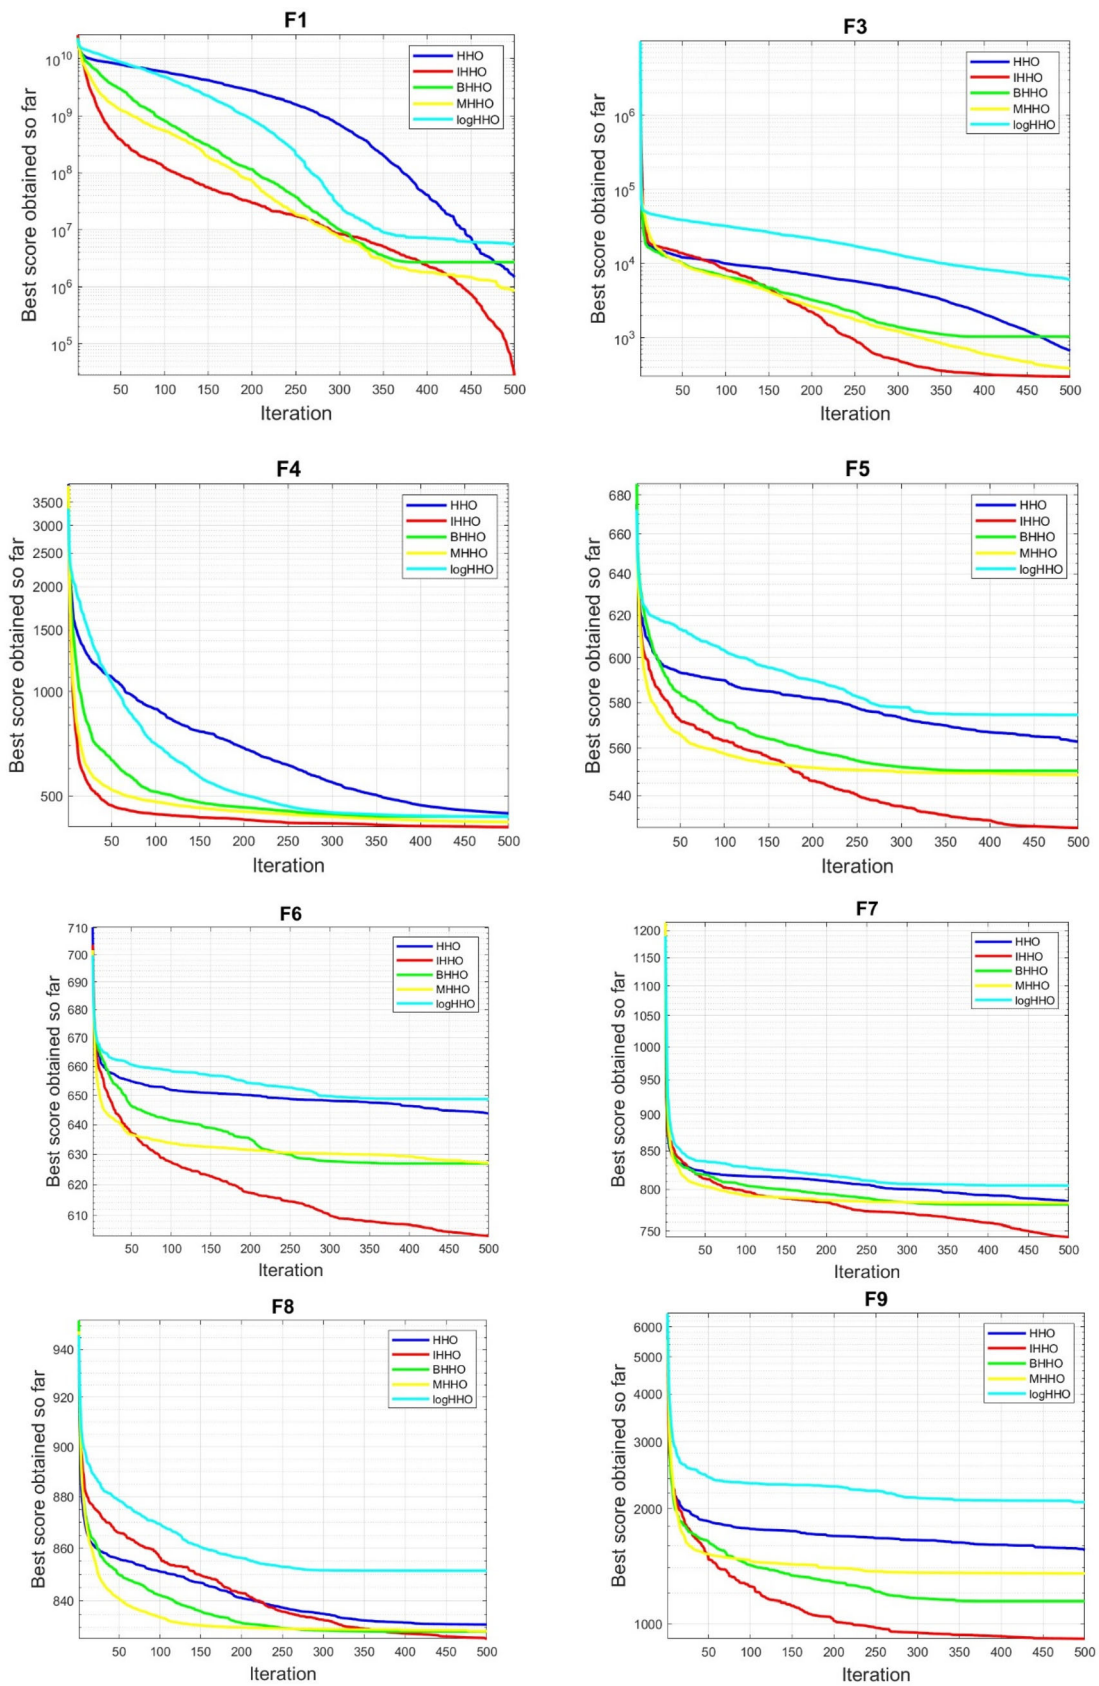 F1
Best score obtained so far
10^10
10^9
10^8
10^7
10^6
10^5
HHO
IHHO
BHHO
MHHO
logHHO
50 100 150 200 250 300 350 400 450 500
Iteration
F3
Best score obtained so far
10^6
10^5
10^4
10^3
HHO
IHHO
BHHO
MHHO
logHHO
50 100 150 200 250 300 350 400 450 500
Iteration
F4
Best score obtained so far
3500
3000
2500
2000
1500
1000
500
HHO
IHHO
BHHO
MHHO
logHHO
50 100 150 200 250 300 350 400 450 500
Iteration
F5
Best score obtained so far
680
660
640
620
600
580
560
540
HHO
IHHO
BHHO
MHHO
logHHO
50 100 150 200 250 300 350 400 450 500
Iteration
F6
Best score obtained so far
710
700
690
680
670
660
650
640
630
620
610
HHO
IHHO
BHHO
MHHO
logHHO
50 100 150 200 250 300 350 400 450 500
Iteration
F7
Best score obtained so far
1200
1150
1100
1050
1000
950
900
850
800
750
HHO
IHHO
BHHO
MHHO
logHHO
50 100 150 200 250 300 350 400 450 500
Iteration
F8
Best score obtained so far
940
920
900
880
860
840
HHO
IHHO
BHHO
MHHO
logHHO
50 100 150 200 250 300 350 400 450 500
Iteration
F9
Best score obtained so far
6000
5000
4000
3000
2000
1000
HHO
IHHO
BHHO
MHHO
logHHO
50 100 150 200 250 300 350 400 450 500
Iteration